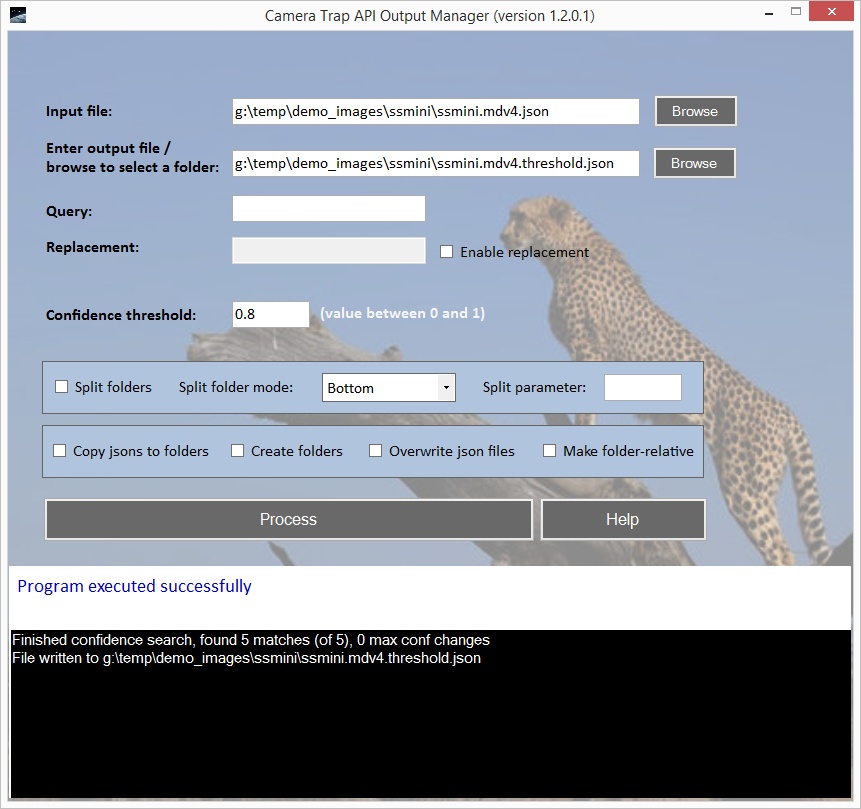 Camera Trap API Output Manager (version 1.2.0.1)
Input file: g:\temp\demo_images\ssmini\ssmini.mdv4.json Browse
Enter output file /
browse to select a folder: g:\temp\demo_images\ssmini\ssmini.mdv4.threshold.json Browse
Query:
Replacement: Enable replacement
Confidence threshold: 0.8 (value between 0 and 1)
Split folders Split folder mode: Bottom Split parameter:
Copy jsons to folders Create folders Overwrite json files Make folder-relative
Process Help
Program executed successfully
Finished confidence search, found 5 matches (of 5), 0 max conf changes
File written to g:\temp\demo_images\ssmini\ssmini.mdv4.threshold.json